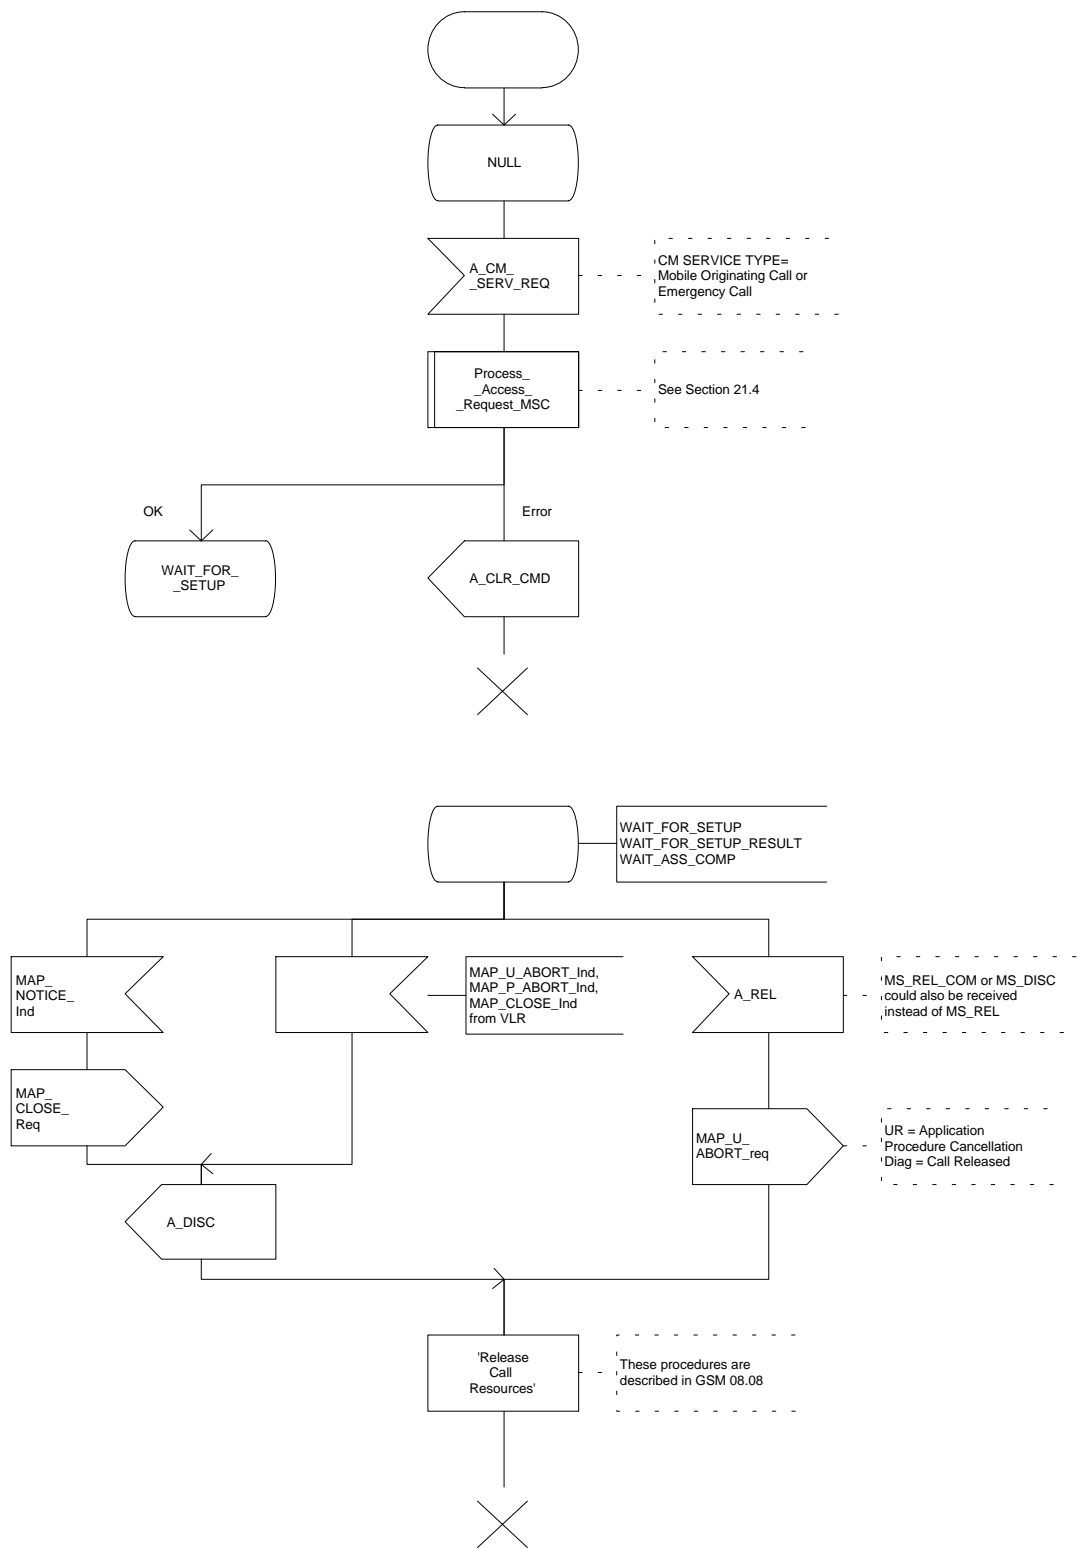 NULL
A_CM_
_SERV_REQ
CM SERVICE TYPE=
Mobile Originating Call or
Emergency Call
Process_
_Access_
_Request_MSC
See Section 21.4
OK
Error
WAIT_FOR_
_SETUP
A_CLR_CMD
WAIT_FOR_SETUP
WAIT_FOR_SETUP_RESULT
WAIT_ASS_COMP
MAP_
NOTICE_
Ind
MAP_U_ABORT_Ind,
MAP_P_ABORT_Ind,
MAP_CLOSE_Ind
from VLR
A_REL
MS_REL_COM or MS_DISC
could also be received
instead of MS_REL
MAP_
CLOSE_
Req
MAP_U_
ABORT_req
UR = Application
Procedure Cancellation
Diag = Call Released
A_DISC
'Release
Call
Resources'
These procedures are
described in GSM 08.08